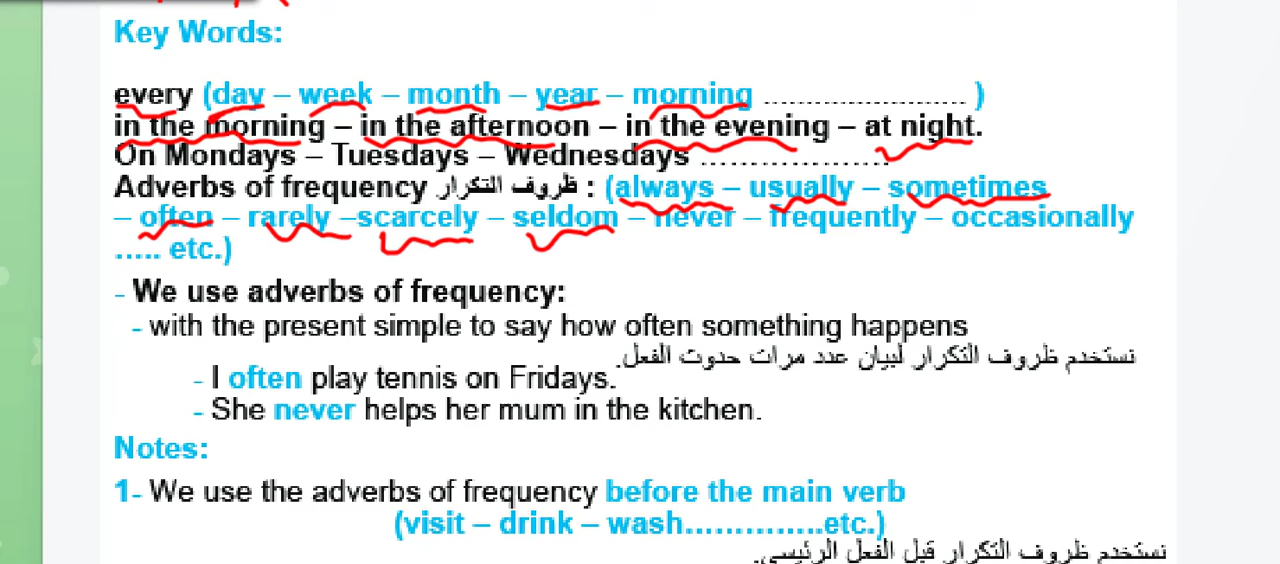 Key Words:
every (day – week – month – year – morning ........................ )
in the morning – in the afternoon – in the evening – at night.
On Mondays – Tuesdays – Wednesdays ......................
Adverbs of frequency ظروف التكرار : (always – usually – sometimes
– often – rarely –scarcely – seldom – never – frequently – occasionally
..... etc.)
- We use adverbs of frequency:
- with the present simple to say how often something happens
نستخدم ظروف التكرار لبيان عدد مرات حدوث الفعل.
- I often play tennis on Fridays.
- She never helps her mum in the kitchen.
Notes:
1- We use the adverbs of frequency before the main verb
(visit – drink – wash...............etc.)
نستخدم ظروف التكرار قبل الفعل الرئيسي.